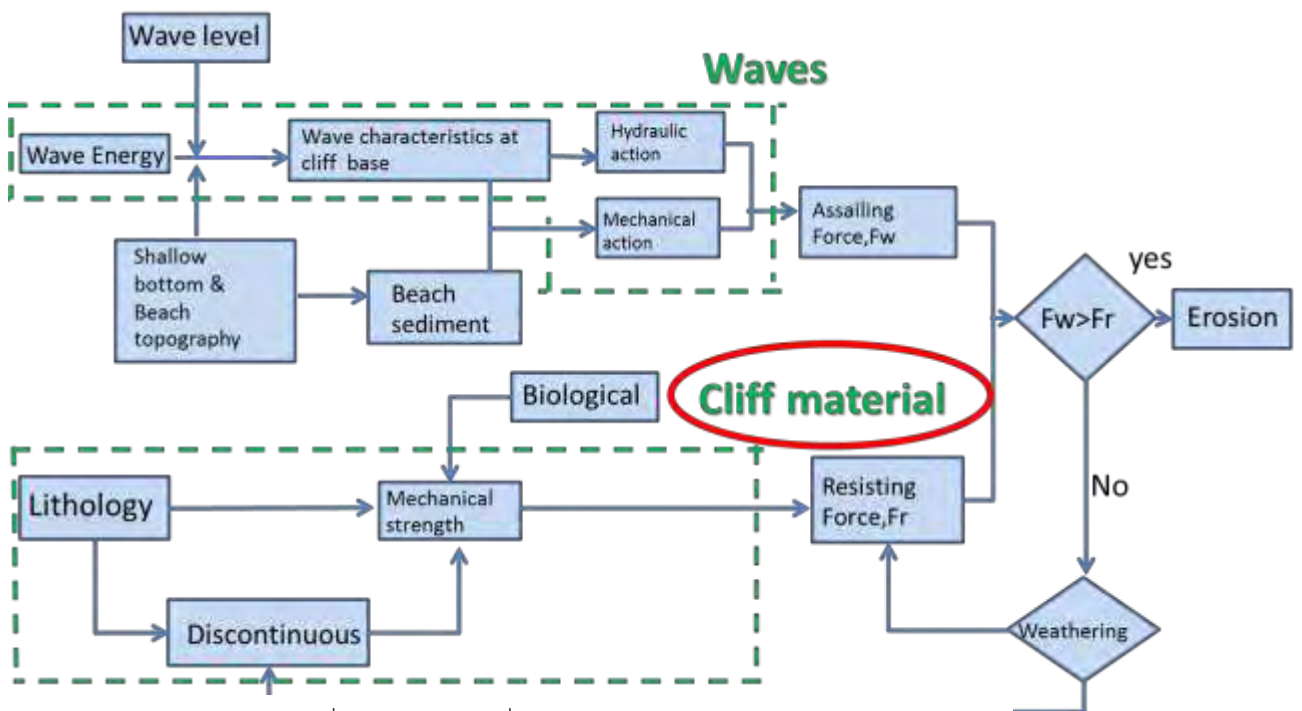 Wave level
Waves
Wave Energy
Wave characteristics at
cliff base
Hydraulic
action
Mechanical
action
Assailing
Force,Fw
Shallow
bottom &
Beach
topography
Beach
sediment
Fw>Fr
yes
Erosion
Biological
Cliff material
Lithology
Mechanical
strength
Resisting
Force,Fr
No
Discontinuous
Weathering